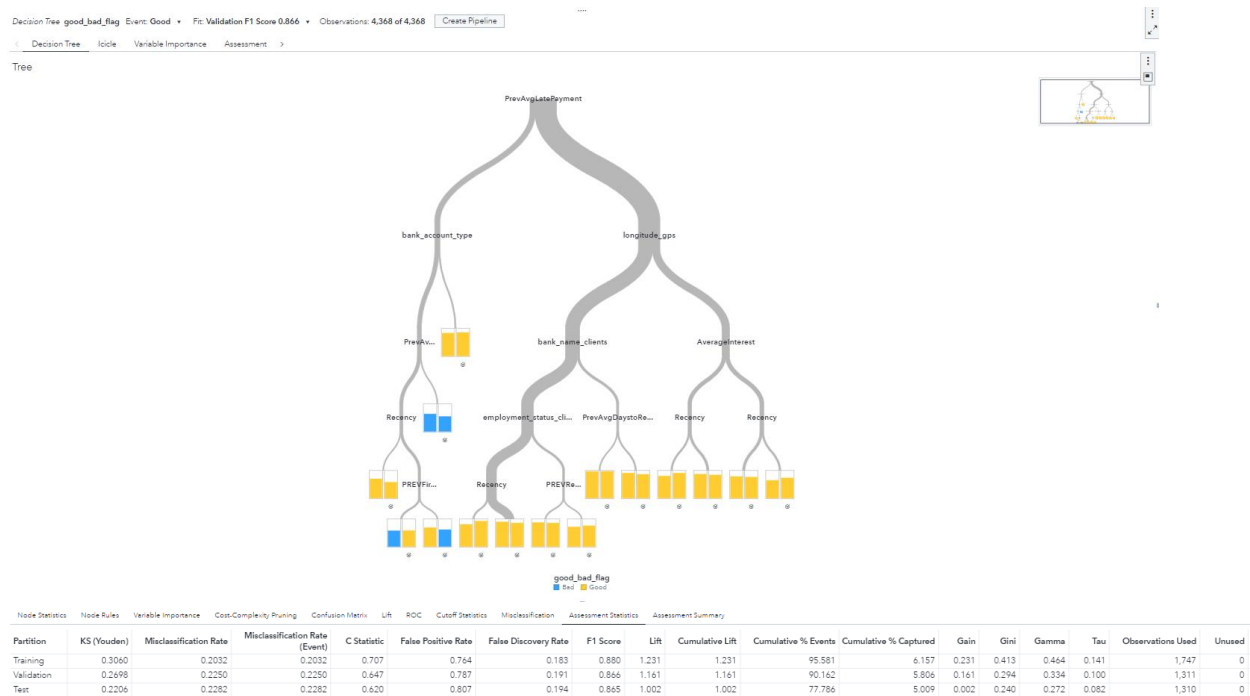 Decision Tree good_bad_flag Event: Good Fit: Validation F1 Score 0.866 Observations: 4,368 of 4,368 Create Pipeline
Decision Tree Icicle Variable Importance Assessment
Tree
PrevAvgLatePayment
bank_account_type longitude_gps
PrevAv... bank_name_clients AverageInterest
Recency employment_status_cli... PrevAvgDaystoRe... Recency Recency
PREVFir... Recency PREVRe...
good_bad_flag
Bad Good
Node Statistics Node Rules Variable Importance Cost-Complexity Pruning Confusion Matrix Lift ROC Cutoff Statistics Misclassification Assessment Statistics Assessment Summary
Partition KS (Youden) Misclassification Rate Misclassification Rate (Event) C Statistic False Positive Rate False Discovery Rate F1 Score Lift Cumulative Lift Cumulative % Events Cumulative % Captured Gain Gini Gamma Tau Observations Used Unused
Training 0.3060 0.2032 0.2032 0.707 0.764 0.183 0.880 1.231 1.231 95.581 6.157 0.231 0.413 0.464 0.141 1,747 0
Validation 0.2698 0.2250 0.2250 0.647 0.787 0.191 0.866 1.161 1.161 90.162 5.806 0.161 0.294 0.334 0.100 1,311 0
Test 0.2206 0.2282 0.2282 0.620 0.807 0.194 0.865 1.002 1.002 77.786 5.009 0.002 0.240 0.272 0.082 1,310 0